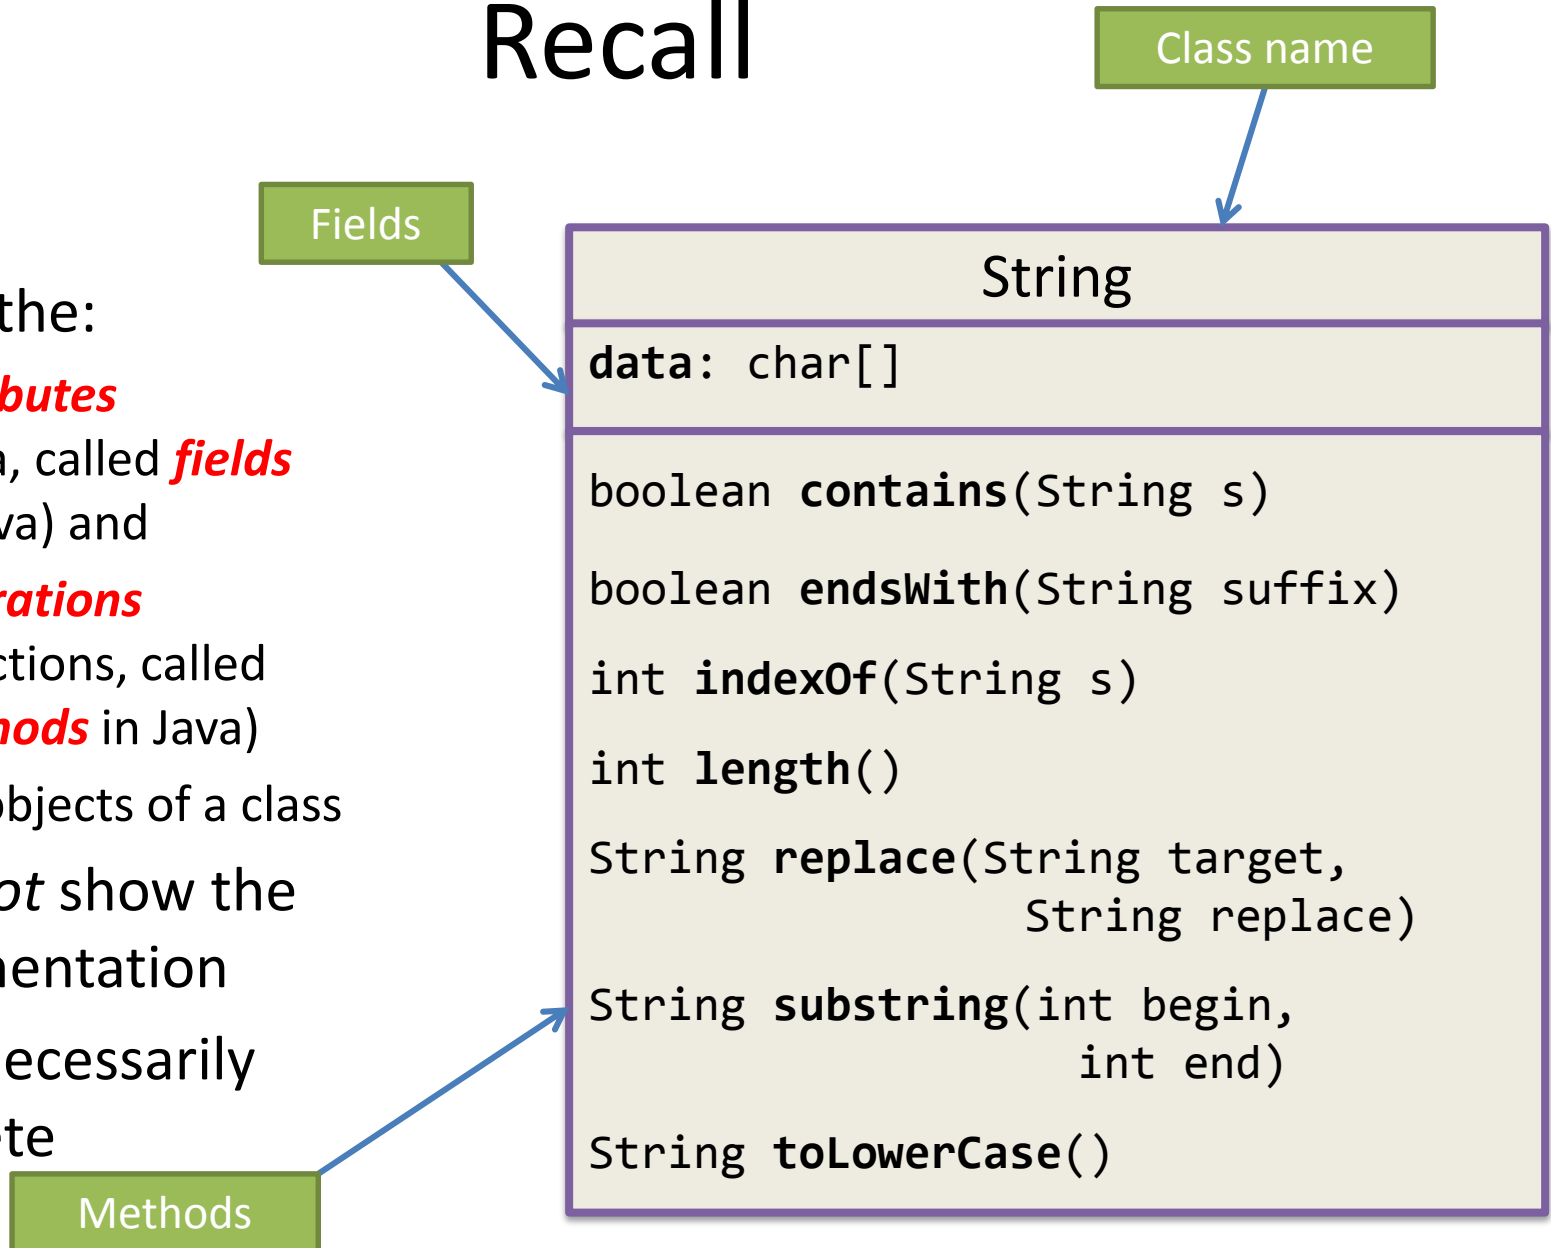 Recall
Class name
Fields
the:
butes
a, called fields
va) and
rations
ctions, called
nods in Java)
objects of a class
ot show the
nentation
ecessarily
ete
Methods
String
data: char[]
boolean contains(String s)
boolean endsWith(String suffix)
int indexOf(String s)
int length()
String replace(String target,
String replace)
String substring(int begin,
int end)
String toLowerCase()